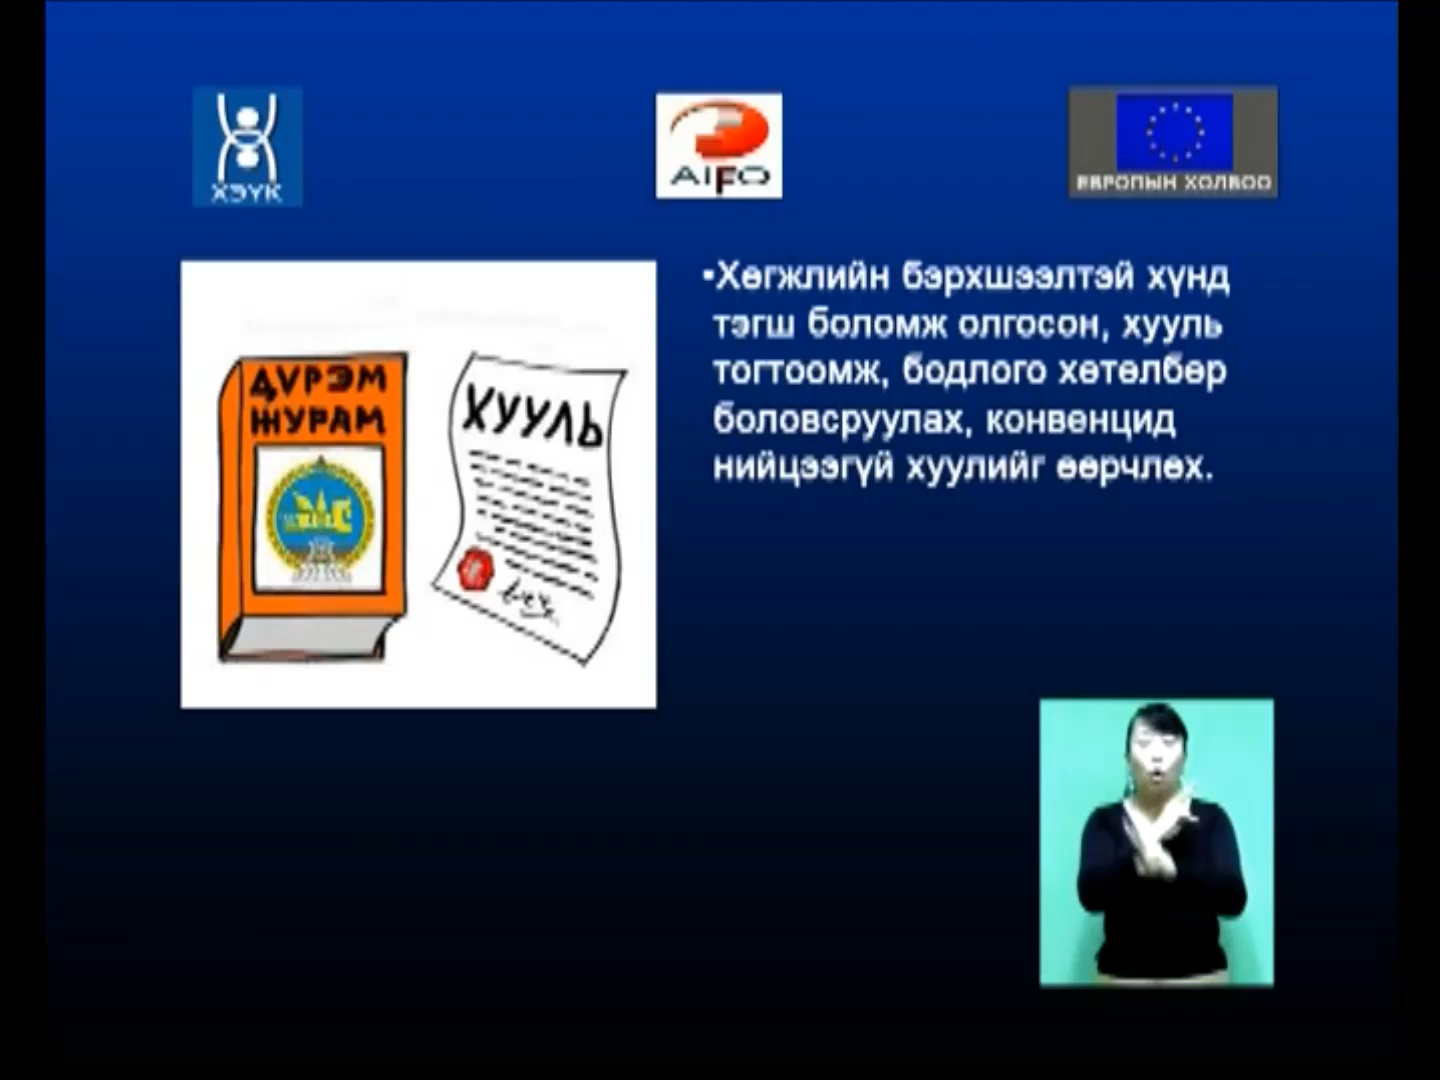 ХЭҮК
AIFO
ЕВРОПЫН ХОЛБОО
•Хөгжлийн бэрхшээлтэй хүнд
тэгш боломж олгосон, хууль
тогтоомж, бодлого хөтөлбөр
боловсруулах, конвенцид
нийцээгүй хуулийг өөрчлөх.
ДҮРЭМ
ЖУРАМ
ХУУЛЬ